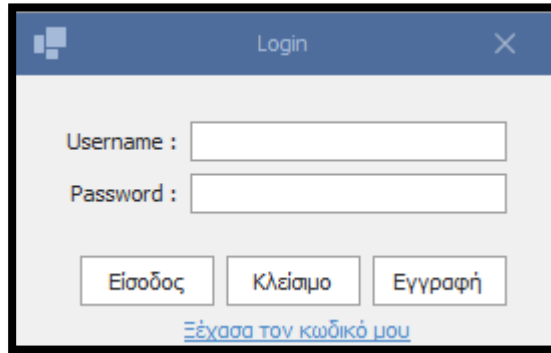 Login
Username :
Password :
Είσοδος Κλείσιμο Εγγραφή
Ξέχασα τον κωδικό μου